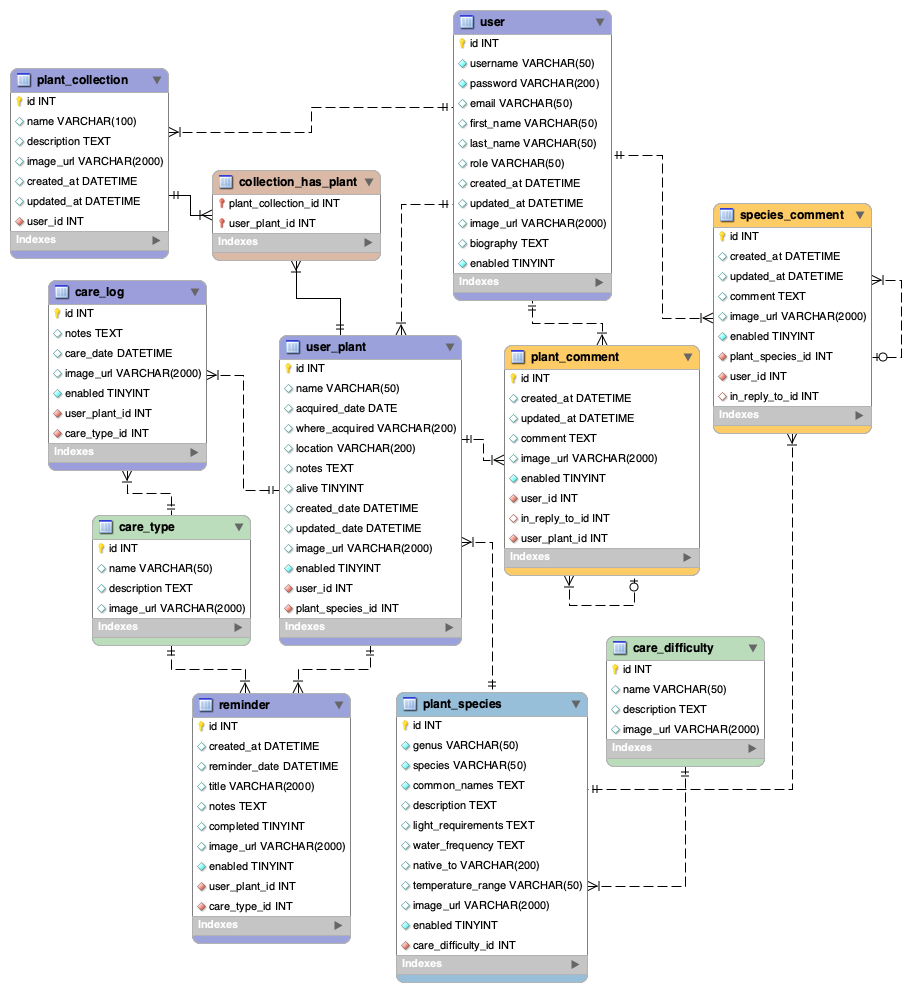 user
id INT
username VARCHAR(50)
password VARCHAR(200)
email VARCHAR(50)
first_name VARCHAR(50)
last_name VARCHAR(50)
role VARCHAR(50)
created_at DATETIME
updated_at DATETIME
image_url VARCHAR(2000)
biography TEXT
enabled TINYINT
Indexes
plant_collection
id INT
name VARCHAR(100)
description TEXT
image_url VARCHAR(2000)
created_at DATETIME
updated_at DATETIME
user_id INT
Indexes
collection_has_plant
plant_collection_id INT
user_plant_id INT
Indexes
species_comment
id INT
created_at DATETIME
updated_at DATETIME
comment TEXT
image_url VARCHAR(2000)
enabled TINYINT
plant_species_id INT
user_id INT
in_reply_to_id INT
Indexes
care_log
id INT
notes TEXT
care_date DATETIME
image_url VARCHAR(2000)
enabled TINYINT
user_plant_id INT
care_type_id INT
Indexes
user_plant
id INT
name VARCHAR(50)
acquired_date DATE
where_acquired VARCHAR(200)
location VARCHAR(200)
notes TEXT
alive TINYINT
created_date DATETIME
updated_date DATETIME
image_url VARCHAR(2000)
enabled TINYINT
user_id INT
plant_species_id INT
Indexes
plant_comment
id INT
created_at DATETIME
updated_at DATETIME
comment TEXT
image_url VARCHAR(2000)
enabled TINYINT
user_id INT
in_reply_to_id INT
user_plant_id INT
Indexes
care_type
id INT
name VARCHAR(50)
description TEXT
image_url VARCHAR(2000)
Indexes
care_difficulty
id INT
name VARCHAR(50)
description TEXT
image_url VARCHAR(2000)
Indexes
reminder
id INT
created_at DATETIME
reminder_date DATETIME
title VARCHAR(2000)
notes TEXT
completed TINYINT
image_url VARCHAR(2000)
enabled TINYINT
user_plant_id INT
care_type_id INT
Indexes
plant_species
id INT
genus VARCHAR(50)
species VARCHAR(50)
common_names TEXT
description TEXT
light_requirements TEXT
water_frequency TEXT
native_to VARCHAR(200)
temperature_range VARCHAR(50)
image_url VARCHAR(2000)
enabled TINYINT
care_difficulty_id INT
Indexes